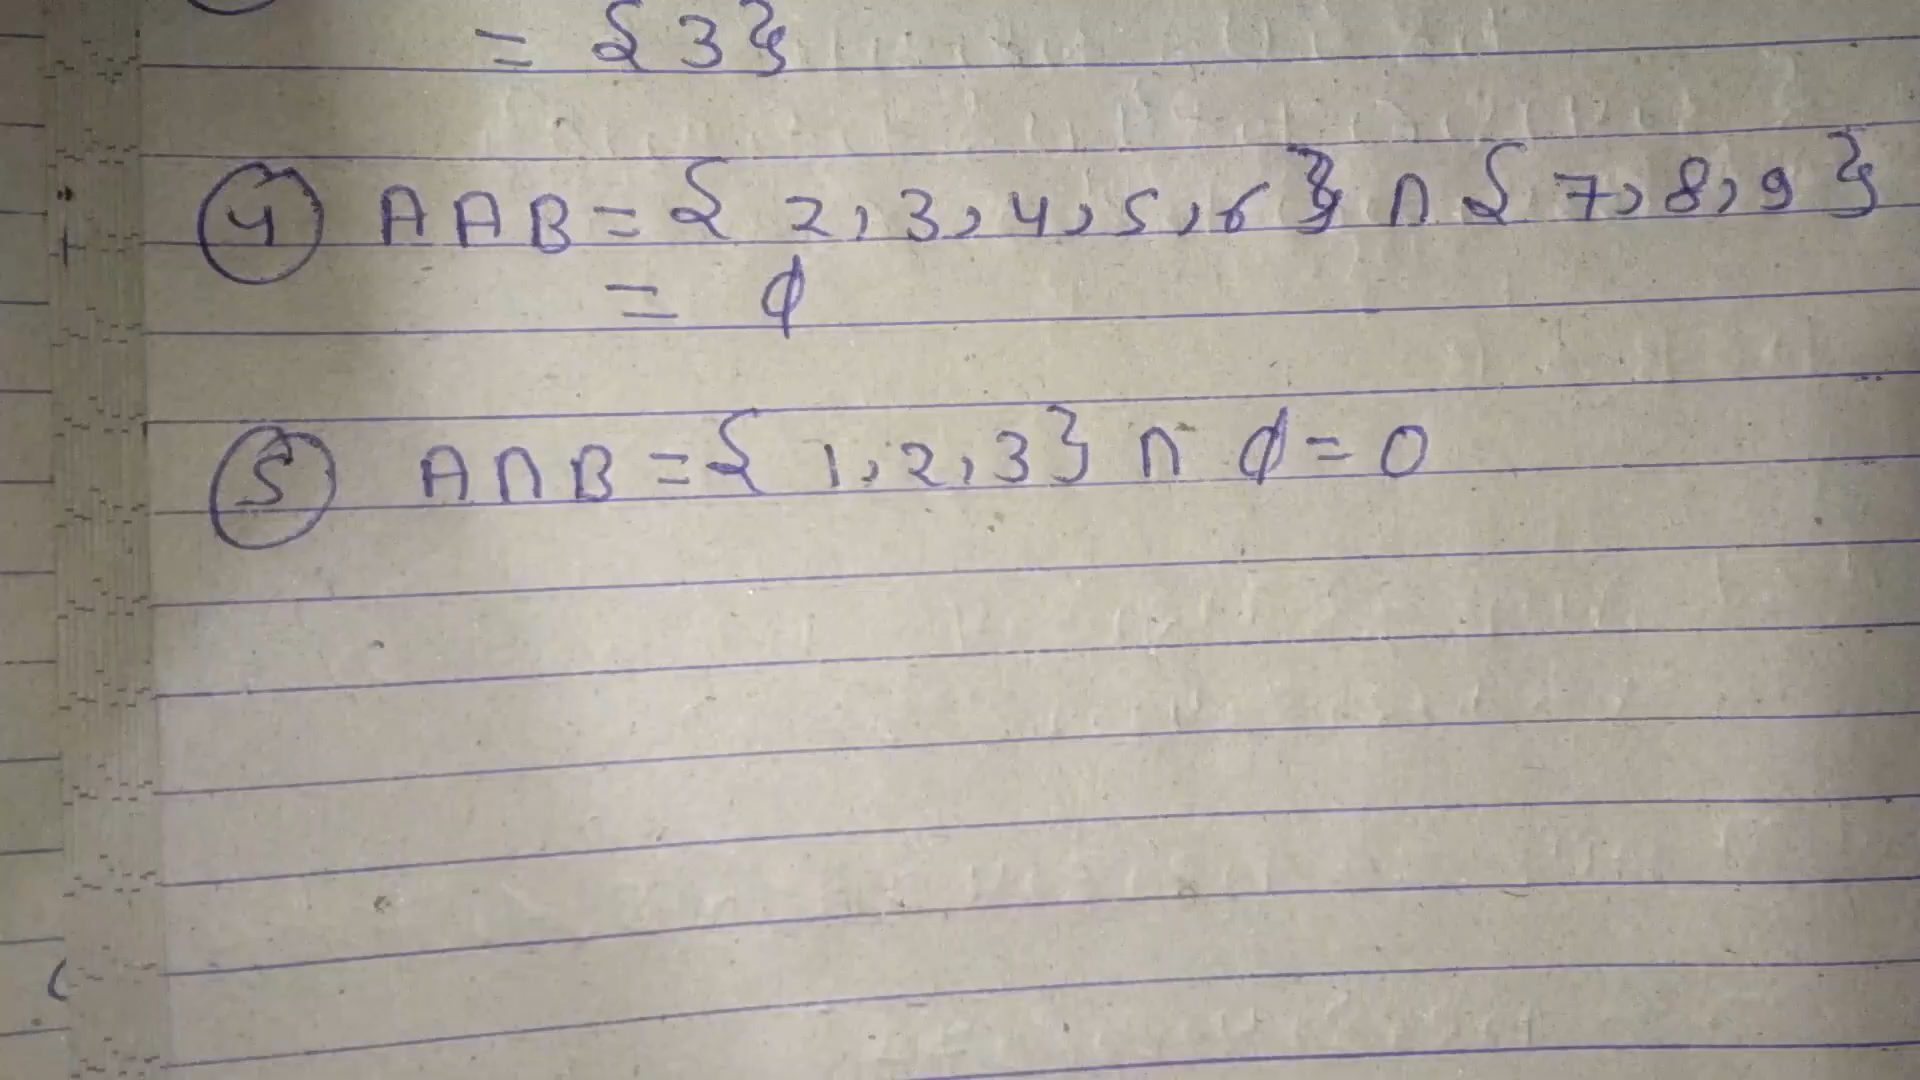 = {3}
④ A A B = { 2, 3, 4, 5, 6 } ∩ { 7, 8, 9 }
= ϕ
⑤ A ∩ B = { 1, 2, 3 } ∩ ϕ = 0